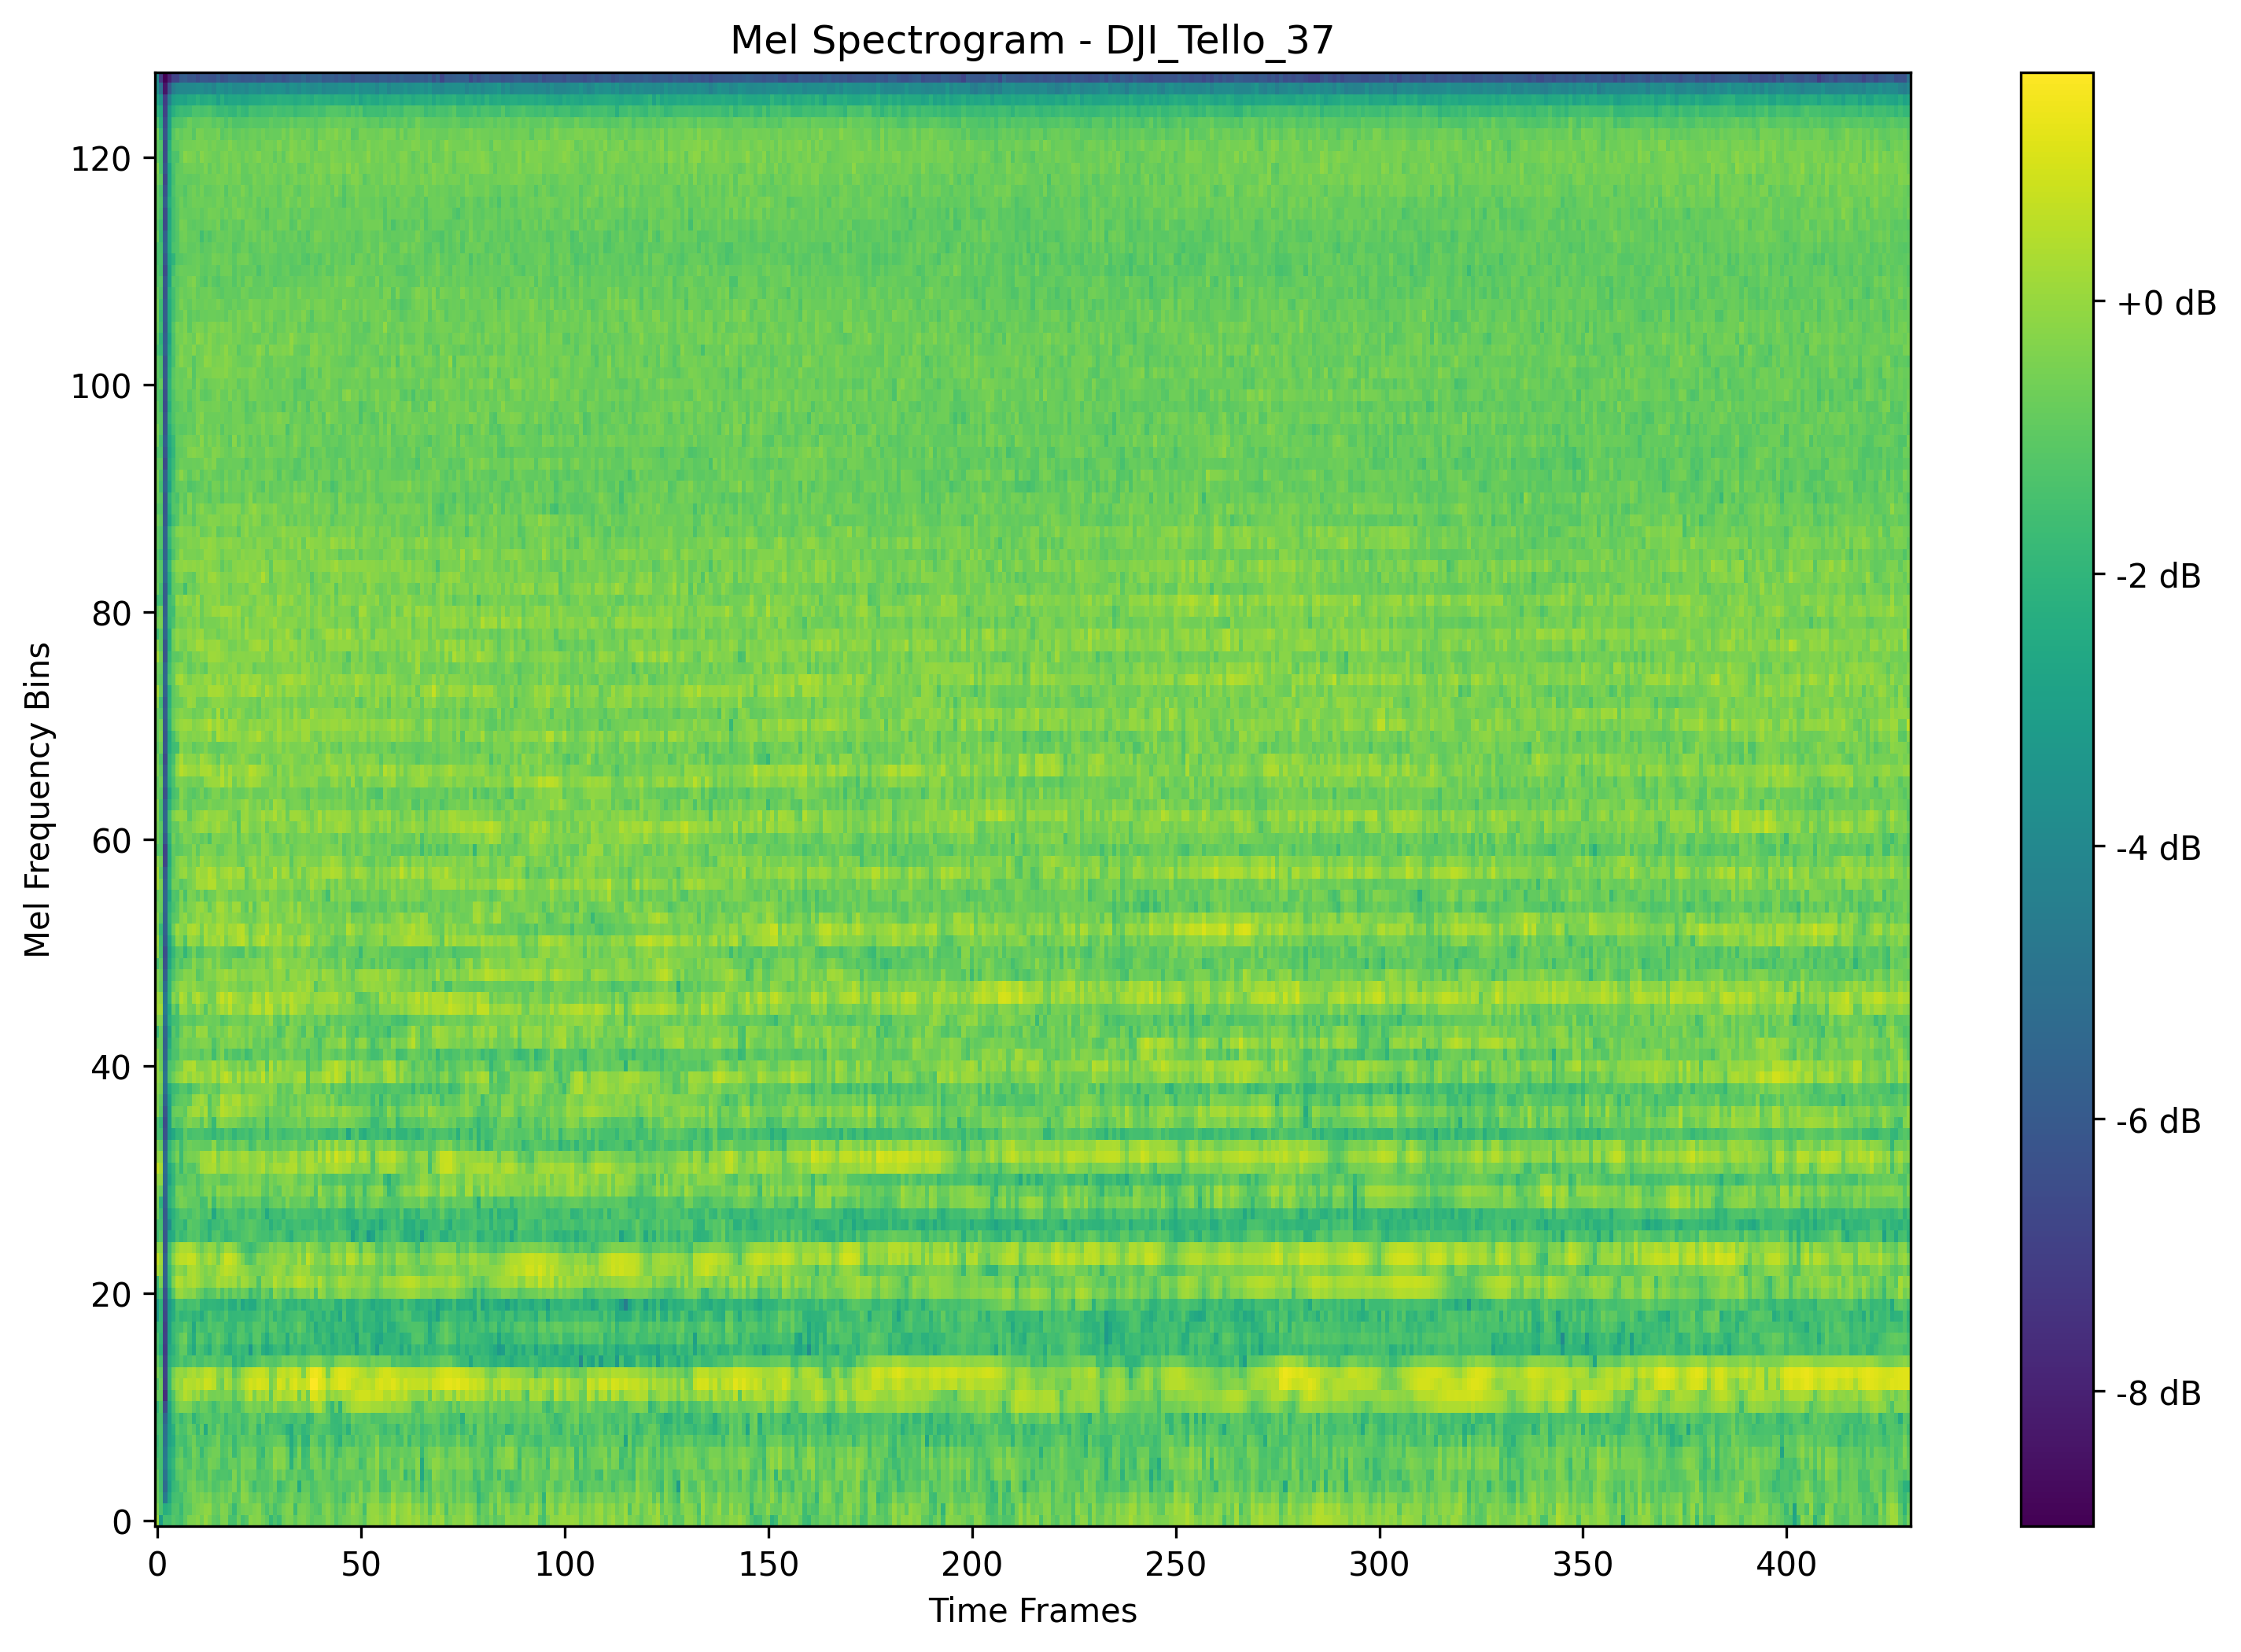 Mel Spectrogram - DJI_Tello_37
Mel Frequency Bins
120
100
80
60
40
20
0
0 50 100 150 200 250 300 350 400
Time Frames
+0 dB
-2 dB
-4 dB
-6 dB
-8 dB